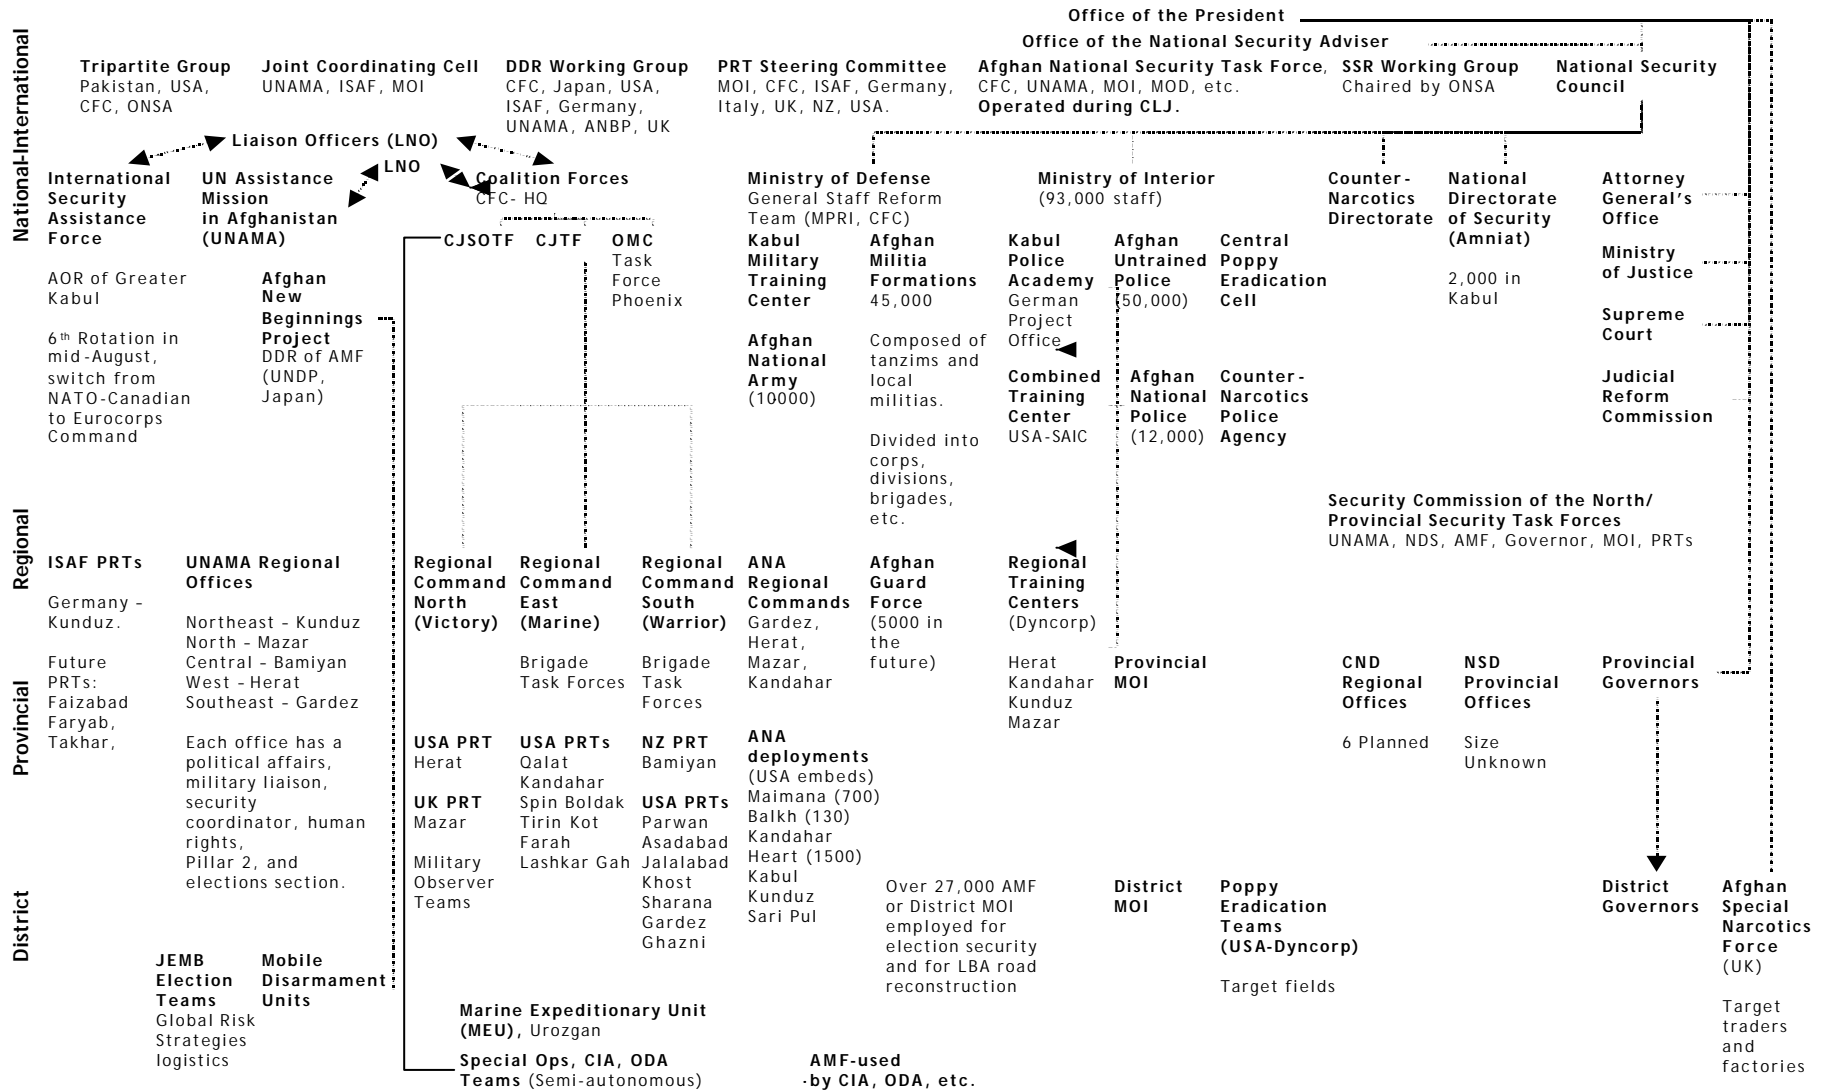 Office of the President
Office of the National Security Adviser
National-International
Tripartite Group
Pakistan, USA,
CFC, ONSA
Joint Coordinating Cell
UNAMA, ISAF, MOI
DDR Working Group
CFC, Japan, USA,
ISAF, Germany,
UNAMA, ANBP, UK
PRT Steering Committee
MOI, CFC, ISAF, Germany,
Italy, UK, NZ, USA.
Afghan National Security Task Force,
CFC, UNAMA, MOI, MOD, etc.
Operated during CLJ.
SSR Working Group
Chaired by ONSA
National Security
Council
Liaison Officers (LNO)
LNO
International
Security
Assistance
Force
AOR of Greater
Kabul
6th Rotation in
mid-August,
switch from
NATO-Canadian
to Eurocorps
Command
UN Assistance
Mission
in Afghanistan
(UNAMA)
Afghan
New
Beginnings
Project
DDR of AMF
(UNDP,
Japan)
Coalition Forces
CFC- HQ
CJSOTF
CJTF
OMC
Task
Force
Phoenix
Ministry of Defense
General Staff Reform
Team (MPRI, CFC)
Kabul
Military
Training
Center
Afghan
National
Army
(10000)
Afghan
Militia
Formations
45,000
Composed of
tanzims and
local
militias.
Divided into
corps,
divisions,
brigades,
etc.
Ministry of Interior
(93,000 staff)
Kabul
Police
Academy
German
Project
Office
Afghan
Untrained
Police
(50,000)
Central
Poppy
Eradication
Cell
Combined
Training
Center
USA-SAIC
Afghan
National
Police
(12,000)
Counter-
Narcotics
Police
Agency
Counter-
Narcotics
Directorate
National
Directorate
of Security
(Amniat)
2,000 in
Kabul
Attorney
General's
Office
Ministry
of Justice
Supreme
Court
Judicial
Reform
Commission
Security Commission of the North/
Provincial Security Task Forces
UNAMA, NDS, AMF, Governor, MOI, PRTs
Regional
ISAF PRTs
Germany –
Kunduz.
Future
PRTs:
Faizabad
Faryab,
Takhar,
UNAMA Regional
Offices
Northeast – Kunduz
North – Mazar
Central – Bamiyan
West – Herat
Southeast – Gardez
Each office has a
political affairs,
military liaison,
security
coordinator, human
rights,
Pillar 2, and
elections section.
Regional
Command
North
(Victory)
Regional
Command
East
(Marine)
Brigade
Task Forces
Regional
Command
South
(Warrior)
Brigade
Task
Forces
ANA
Regional
Commands
Gardez,
Herat,
Mazar,
Kandahar
Afghan
Guard
Force
(5000 in
the
future)
Regional
Training
Centers
(Dyncorp)
Herat
Kandahar
Kunduz
Mazar
Provincial
Provincial
MOI
CND
Regional
Offices
6 Planned
NSD
Provincial
Offices
Size
Unknown
Provincial
Governors
USA PRT
Herat
UK PRT
Mazar
Military
Observer
Teams
USA PRTs
Qalat
Kandahar
Spin Boldak
Tirin Kot
Farah
Lashkar Gah
NZ PRT
Bamiyan
USA PRTs
Parwan
Asadabad
Jalalabad
Khost
Sharana
Gardez
Ghazni
ANA
deployments
(USA embeds)
Maimana (700)
Balkh (130)
Kandahar
Heart (1500)
Kabul
Kunduz
Sari Pul
District
Over 27,000 AMF
or District MOI
employed for
election security
and for LBA road
reconstruction
District
MOI
Poppy
Eradication
Teams
(USA-Dyncorp)
Target fields
District
Governors
Afghan
Special
Narcotics
Force
(UK)
Target
traders
and
factories
JEMB
Election
Teams
Global Risk
Strategies
logistics
Mobile
Disarmament
Units
Marine Expeditionary Unit
(MEU), Urozgan
Special Ops, CIA, ODA
Teams (Semi-autonomous)
AMF-used
by CIA, ODA, etc.